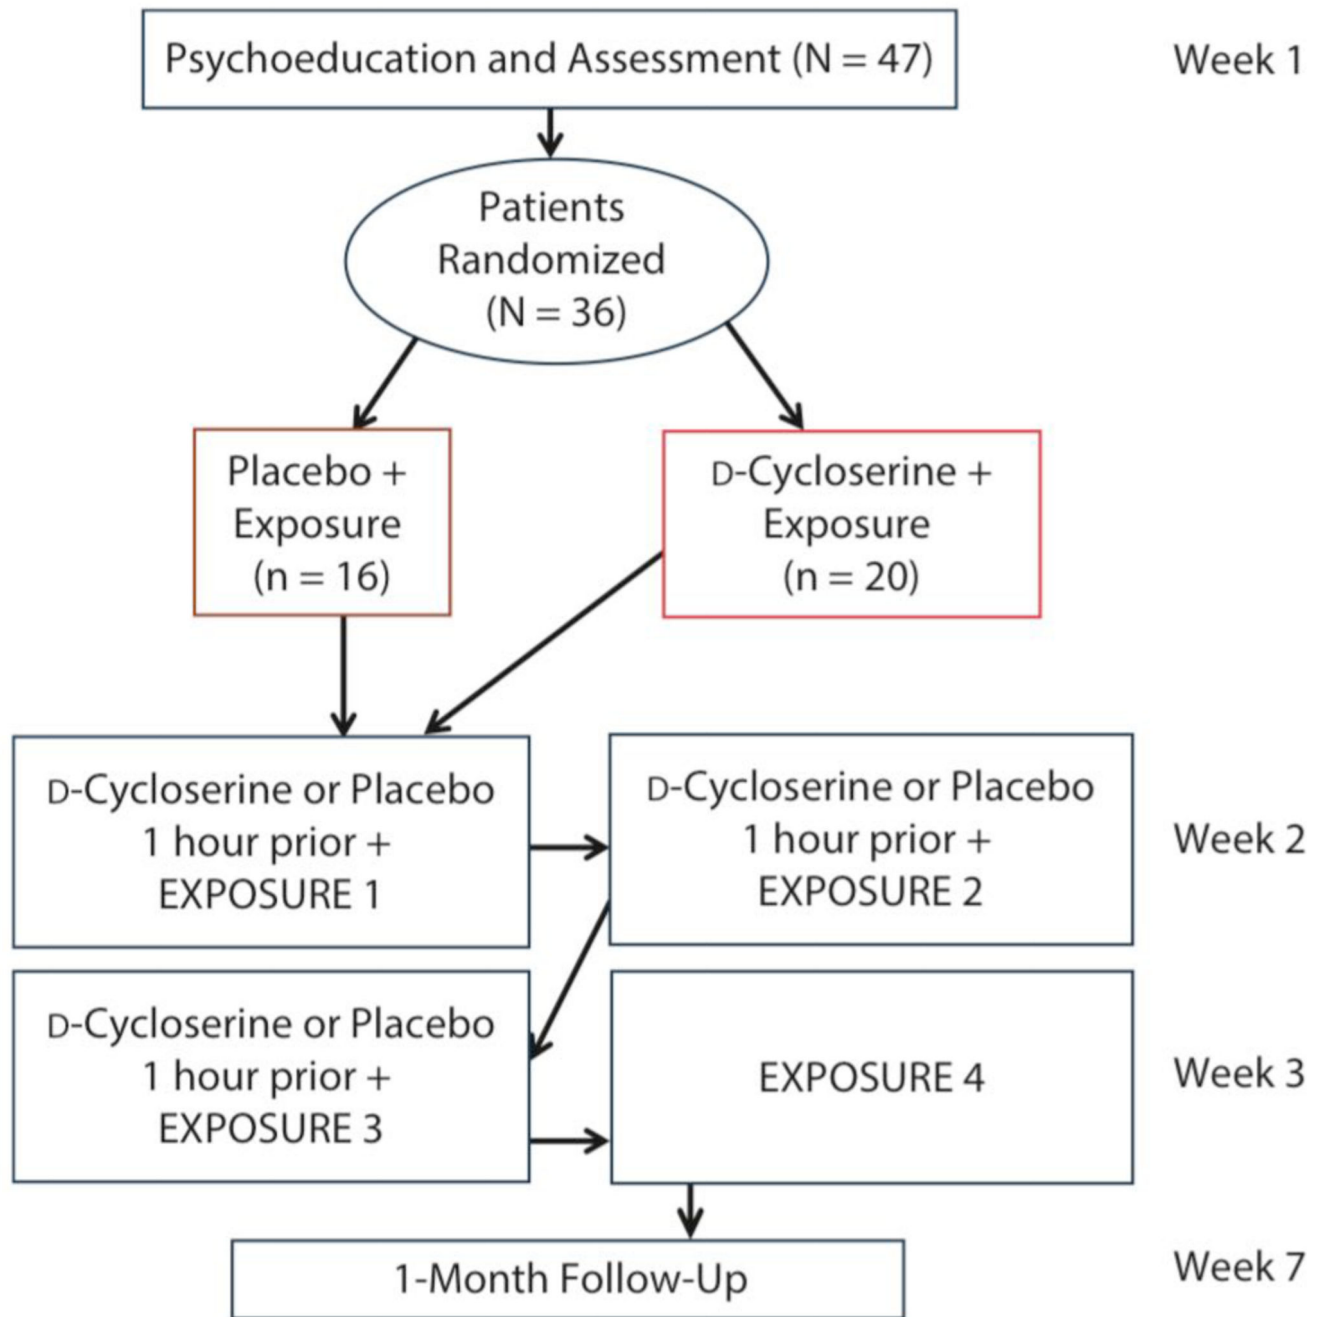 Psychoeducation and Assessment (N = 47)
Week 1
Patients
Randomized
(N = 36)
Placebo +
Exposure
(n = 16)
D-Cycloserine +
Exposure
(n = 20)
D-Cycloserine or Placebo
1 hour prior +
EXPOSURE 1
D-Cycloserine or Placebo
1 hour prior +
EXPOSURE 2
Week 2
D-Cycloserine or Placebo
1 hour prior +
EXPOSURE 3
EXPOSURE 4
Week 3
1-Month Follow-Up
Week 7